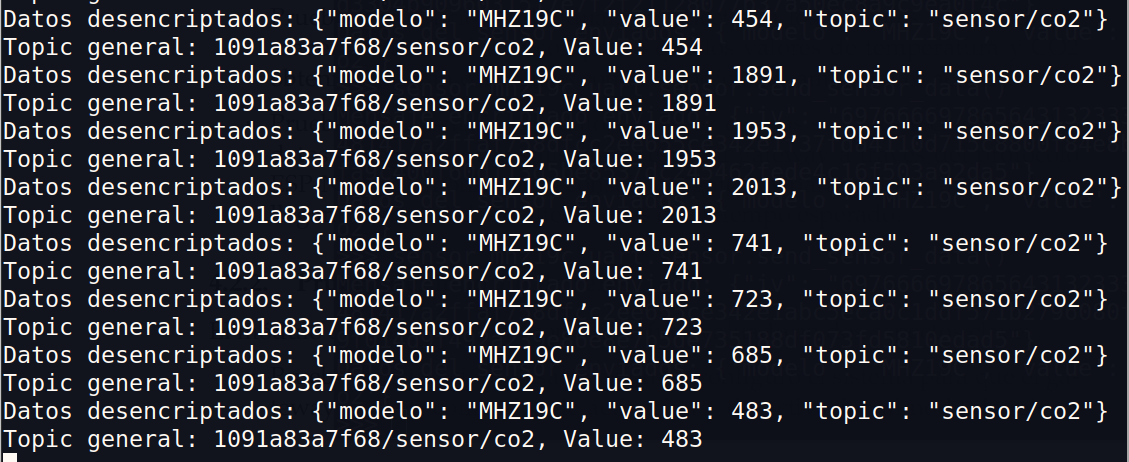 Datos desencriptados: {"modelo": "MHZ19C", "value": 454, "topic": "sensor/co2"}
Topic general: 1091a83a7f68/sensor/co2, Value: 454
Datos desencriptados: {"modelo": "MHZ19C", "value": 1891, "topic": "sensor/co2"}
Topic general: 1091a83a7f68/sensor/co2, Value: 1891
Datos desencriptados: {"modelo": "MHZ19C", "value": 1953, "topic": "sensor/co2"}
Topic general: 1091a83a7f68/sensor/co2, Value: 1953
Datos desencriptados: {"modelo": "MHZ19C", "value": 2013, "topic": "sensor/co2"}
Topic general: 1091a83a7f68/sensor/co2, Value: 2013
Datos desencriptados: {"modelo": "MHZ19C", "value": 741, "topic": "sensor/co2"}
Topic general: 1091a83a7f68/sensor/co2, Value: 741
Datos desencriptados: {"modelo": "MHZ19C", "value": 723, "topic": "sensor/co2"}
Topic general: 1091a83a7f68/sensor/co2, Value: 723
Datos desencriptados: {"modelo": "MHZ19C", "value": 685, "topic": "sensor/co2"}
Topic general: 1091a83a7f68/sensor/co2, Value: 685
Datos desencriptados: {"modelo": "MHZ19C", "value": 483, "topic": "sensor/co2"}
Topic general: 1091a83a7f68/sensor/co2, Value: 483